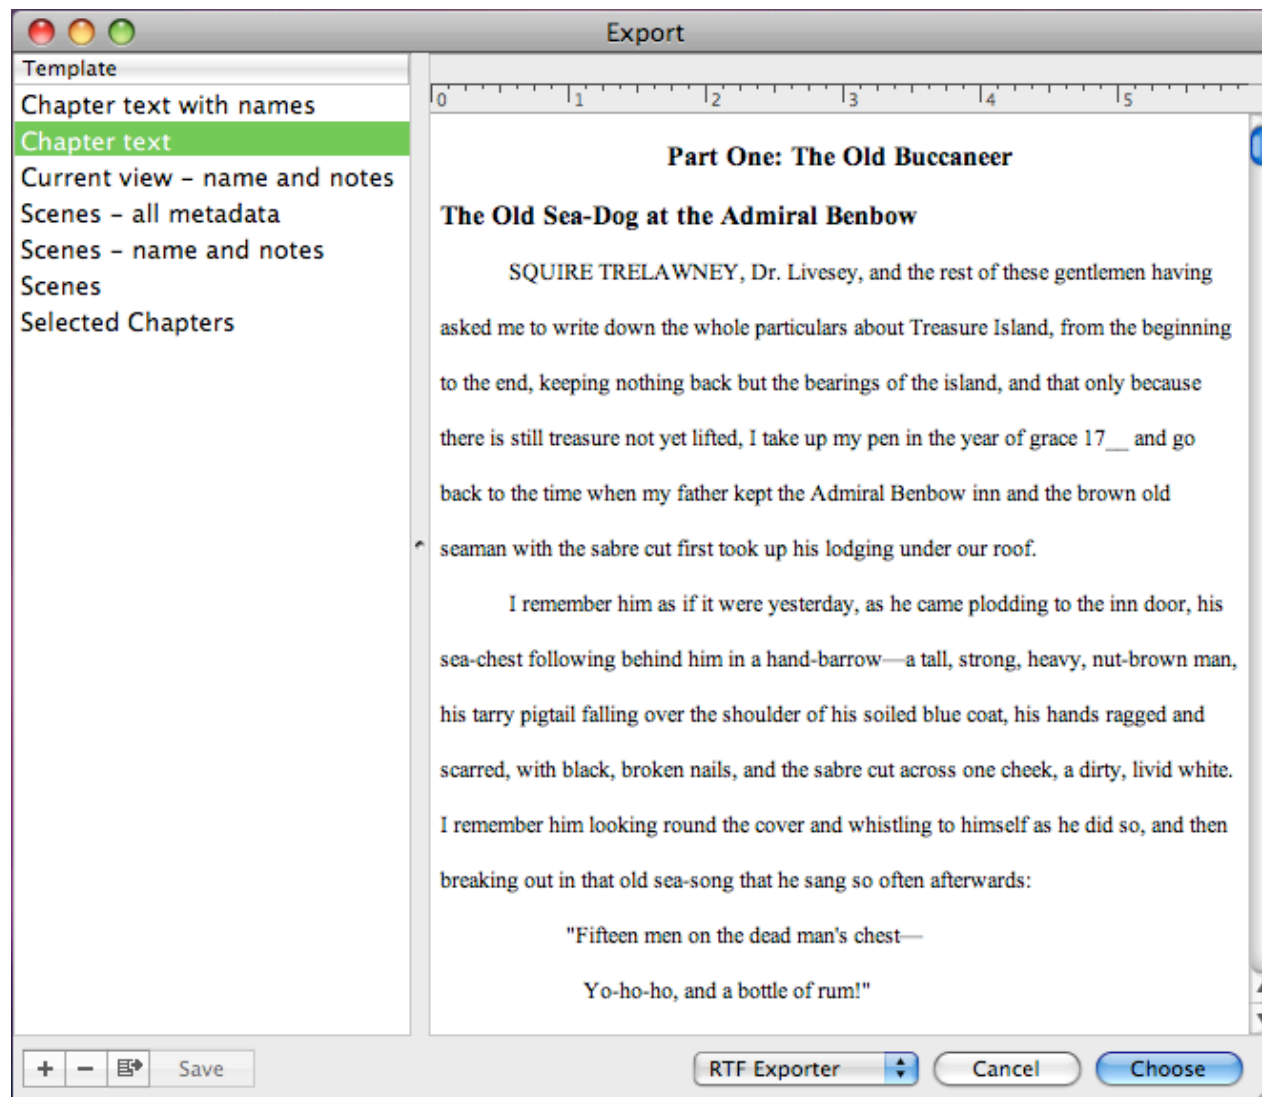 Export
Template
Chapter text with names
Chapter text
Current view – name and notes
Scenes – all metadata
Scenes – name and notes
Scenes
Selected Chapters
0 1 2 3 4 5
Part One: The Old Buccaneer
The Old Sea-Dog at the Admiral Benbow
SQUIRE TRELAWNEY, Dr. Livesey, and the rest of these gentlemen having
asked me to write down the whole particulars about Treasure Island, from the beginning
to the end, keeping nothing back but the bearings of the island, and that only because
there is still treasure not yet lifted, I take up my pen in the year of grace 17__ and go
back to the time when my father kept the Admiral Benbow inn and the brown old
seaman with the sabre cut first took up his lodging under our roof.
I remember him as if it were yesterday, as he came plodding to the inn door, his
sea-chest following behind him in a hand-barrow—a tall, strong, heavy, nut-brown man,
his tarry pigtail falling over the shoulder of his soiled blue coat, his hands ragged and
scarred, with black, broken nails, and the sabre cut across one cheek, a dirty, livid white.
I remember him looking round the cover and whistling to himself as he did so, and then
breaking out in that old sea-song that he sang so often afterwards:
"Fifteen men on the dead man's chest—
Yo-ho-ho, and a bottle of rum!"
+ − Save
RTF Exporter
Cancel
Choose